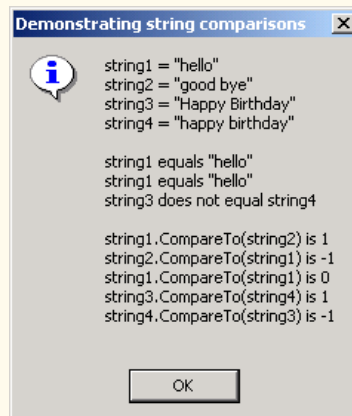 Demonstrating string comparisons
string1 = "hello"
string2 = "good bye"
string3 = "Happy Birthday"
string4 = "happy birthday"
string1 equals "hello"
string1 equals "hello"
string3 does not equal string4
string1.CompareTo(string2) is 1
string2.CompareTo(string1) is -1
string1.CompareTo(string1) is 0
string3.CompareTo(string4) is 1
string4.CompareTo(string3) is -1
OK